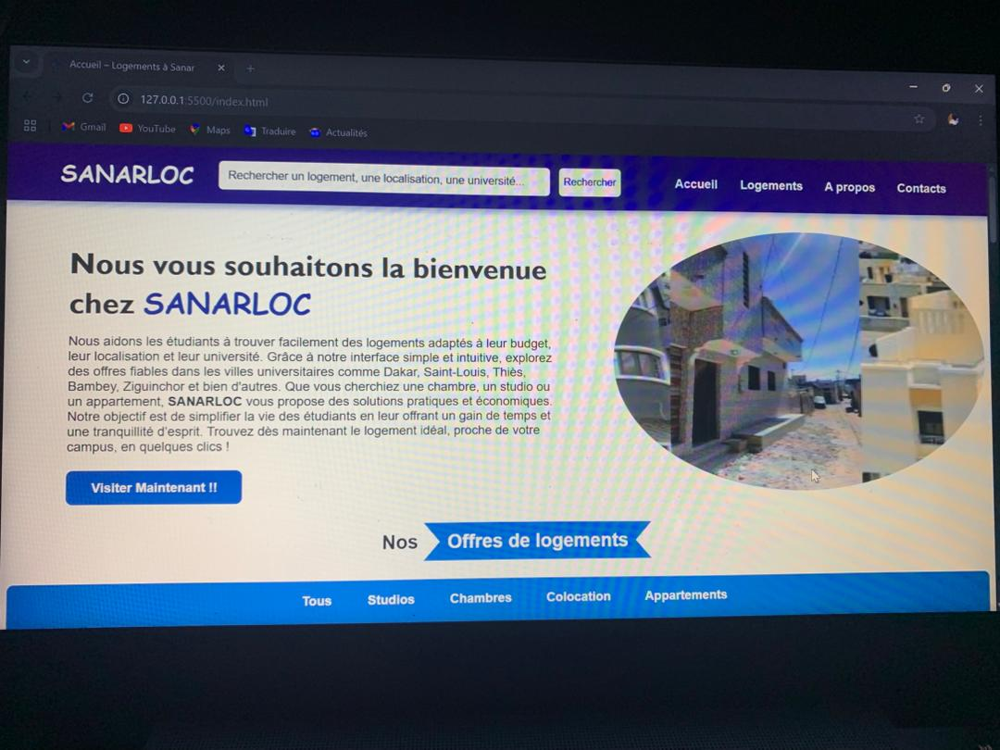 Accueil – Logements à Sanar
127.0.0.1:5500/index.html
Gmail YouTube Maps Traduire Actualités
SANARLOC Rechercher un logement, une localisation, une université... Rechercher Accueil Logements A propos Contacts
Nous vous souhaitons la bienvenue
chez SANARLOC
Nous aidons les étudiants à trouver facilement des logements adaptés à leur budget,
leur localisation et leur université. Grâce à notre interface simple et intuitive, explorez
des offres fiables dans les villes universitaires comme Dakar, Saint-Louis, Thiès,
Bambey, Ziguinchor et bien d'autres. Que vous cherchiez une chambre, un studio ou
un appartement, SANARLOC vous propose des solutions pratiques et économiques.
Notre objectif est de simplifier la vie des étudiants en leur offrant un gain de temps et
une tranquillité d'esprit. Trouvez dès maintenant le logement idéal, proche de votre
campus, en quelques clics !
Visiter Maintenant !!
Nos Offres de logements
Tous Studios Chambres Colocation Appartements